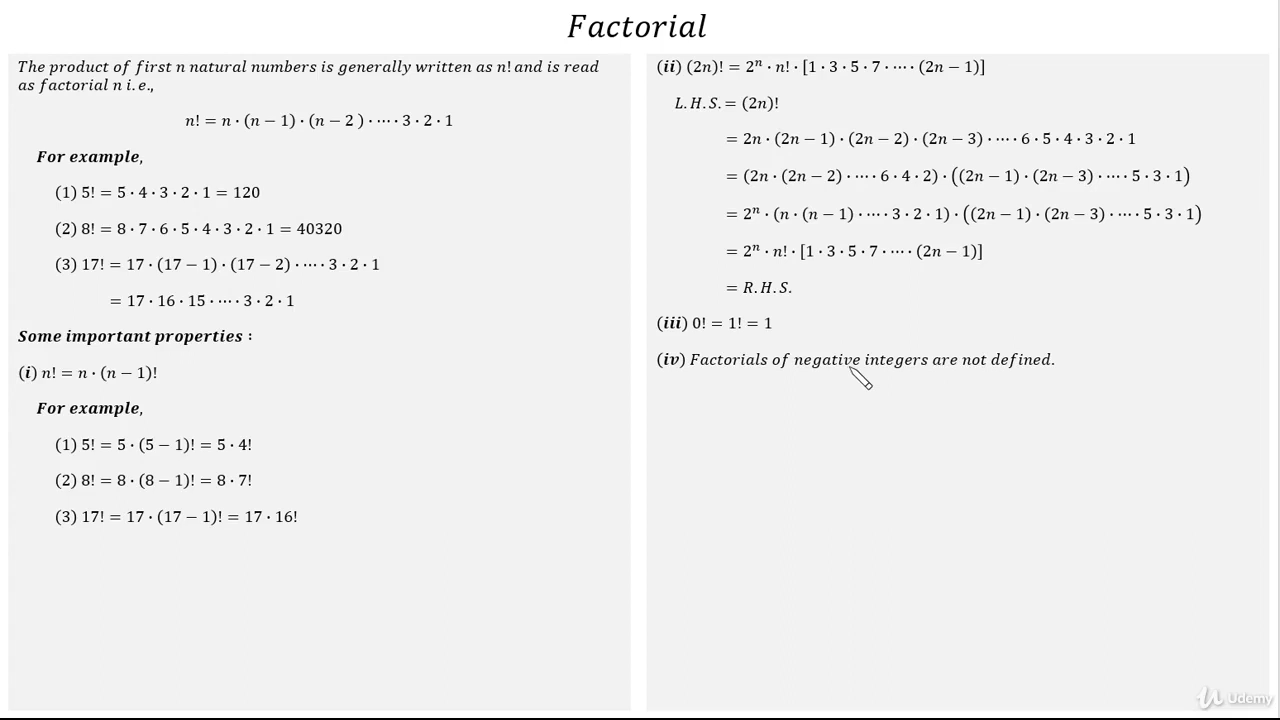 Factorial
The product of first n natural numbers is generally written as n! and is read
as factorial n i.e.,
n! = n · (n − 1) · (n − 2 ) · ⋯ · 3 · 2 · 1
For example,
(1) 5! = 5 · 4 · 3 · 2 · 1 = 120
(2) 8! = 8 · 7 · 6 · 5 · 4 · 3 · 2 · 1 = 40320
(3) 17! = 17 · (17 − 1) · (17 − 2) · ⋯ · 3 · 2 · 1
= 17 · 16 · 15 · ⋯ · 3 · 2 · 1
Some important properties :
(i) n! = n · (n − 1)!
For example,
(1) 5! = 5 · (5 − 1)! = 5 · 4!
(2) 8! = 8 · (8 − 1)! = 8 · 7!
(3) 17! = 17 · (17 − 1)! = 17 · 16!
(ii) (2n)! = 2ⁿ · n! · [1 · 3 · 5 · 7 · ⋯ · (2n − 1)]
L.H.S. = (2n)!
= 2n · (2n − 1) · (2n − 2) · (2n − 3) · ⋯ · 6 · 5 · 4 · 3 · 2 · 1
= (2n · (2n − 2) · ⋯ · 6 · 4 · 2) · ((2n − 1) · (2n − 3) · ⋯ · 5 · 3 · 1)
= 2ⁿ · (n · (n − 1) · ⋯ · 3 · 2 · 1) · ((2n − 1) · (2n − 3) · ⋯ · 5 · 3 · 1)
= 2ⁿ · n! · [1 · 3 · 5 · 7 · ⋯ · (2n − 1)]
= R.H.S.
(iii) 0! = 1! = 1
(iv) Factorials of negative integers are not defined.
Udemy